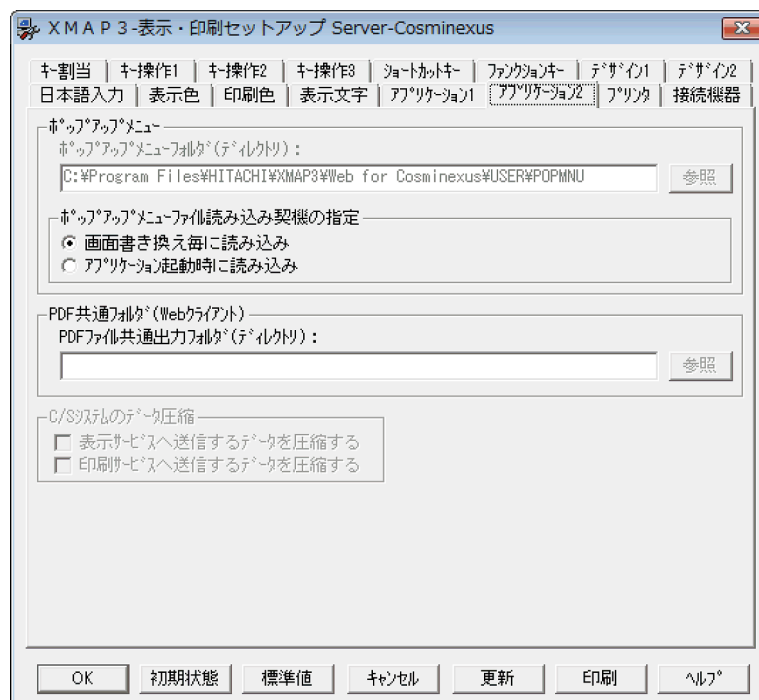 XMAP3-表示・印刷セットアップ Server-Cosminexus
ｷｰ割当 ｷｰ操作1 ｷｰ操作2 ｷｰ操作3 ｼｮｰﾄｶｯﾄｷｰ ﾌｧﾝｸｼｮﾝｷｰ ﾃﾞｻﾞｲﾝ1 ﾃﾞｻﾞｲﾝ2
日本語入力 表示色 印刷色 表示文字 ｱﾌﾟﾘｹｰｼｮﾝ1 ｱﾌﾟﾘｹｰｼｮﾝ2 ﾌﾟﾘﾝﾀ 接続機器
ﾎﾟｯﾌﾟｱｯﾌﾟﾒﾆｭｰ
ﾎﾟｯﾌﾟｱｯﾌﾟﾒﾆｭｰﾌｫﾙﾀﾞ(ﾃﾞｨﾚｸﾄﾘ)：
C:¥Program Files¥HITACHI¥XMAP3¥Web for Cosminexus¥USER¥POPMNU 参照
ﾎﾟｯﾌﾟｱｯﾌﾟﾒﾆｭｰﾌｧｲﾙ読み込み契機の指定
画面書き換え毎に読み込み
ｱﾌﾟﾘｹｰｼｮﾝ起動時に読み込み
PDF共通ﾌｫﾙﾀﾞ(Webｸﾗｲｱﾝﾄ)
PDFﾌｧｲﾙ共通出力ﾌｫﾙﾀﾞ(ﾃﾞｨﾚｸﾄﾘ)：
参照
C/Sｼｽﾃﾑのﾃﾞｰﾀ圧縮
表示ｻｰﾋﾞｽへ送信するﾃﾞｰﾀを圧縮する
印刷ｻｰﾋﾞｽへ送信するﾃﾞｰﾀを圧縮する
OK 初期状態 標準値 ｷｬﾝｾﾙ 更新 印刷 ﾍﾙﾌﾟ